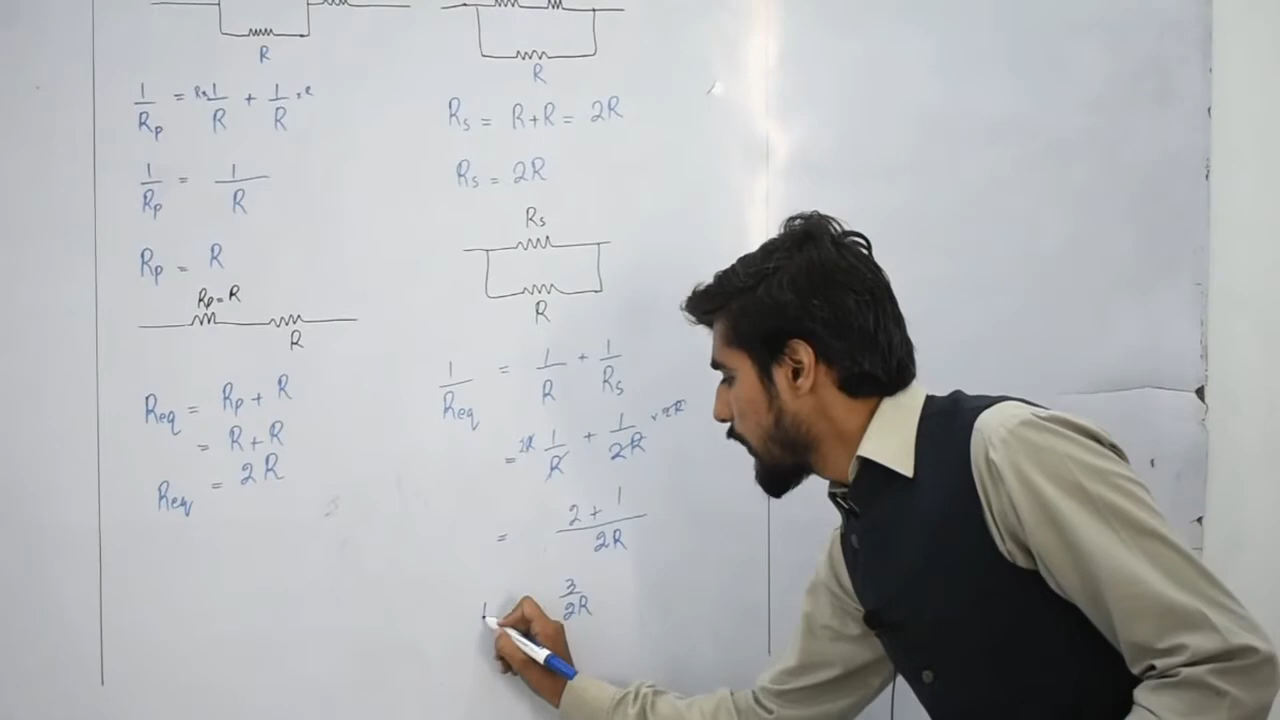 R
1/Rp = R×1/R + 1/R ×R
1/Rp = 1/R
Rp = R
Rp = R
R
Req = Rp + R
= R + R
Req = 2R
R
Rs = R+R = 2R
Rs = 2R
Rs
R
1/Req = 1/R + 1/Rs
= 2R 1/R + 1/2R ×2R
= 2+1/2R
1 3/2R